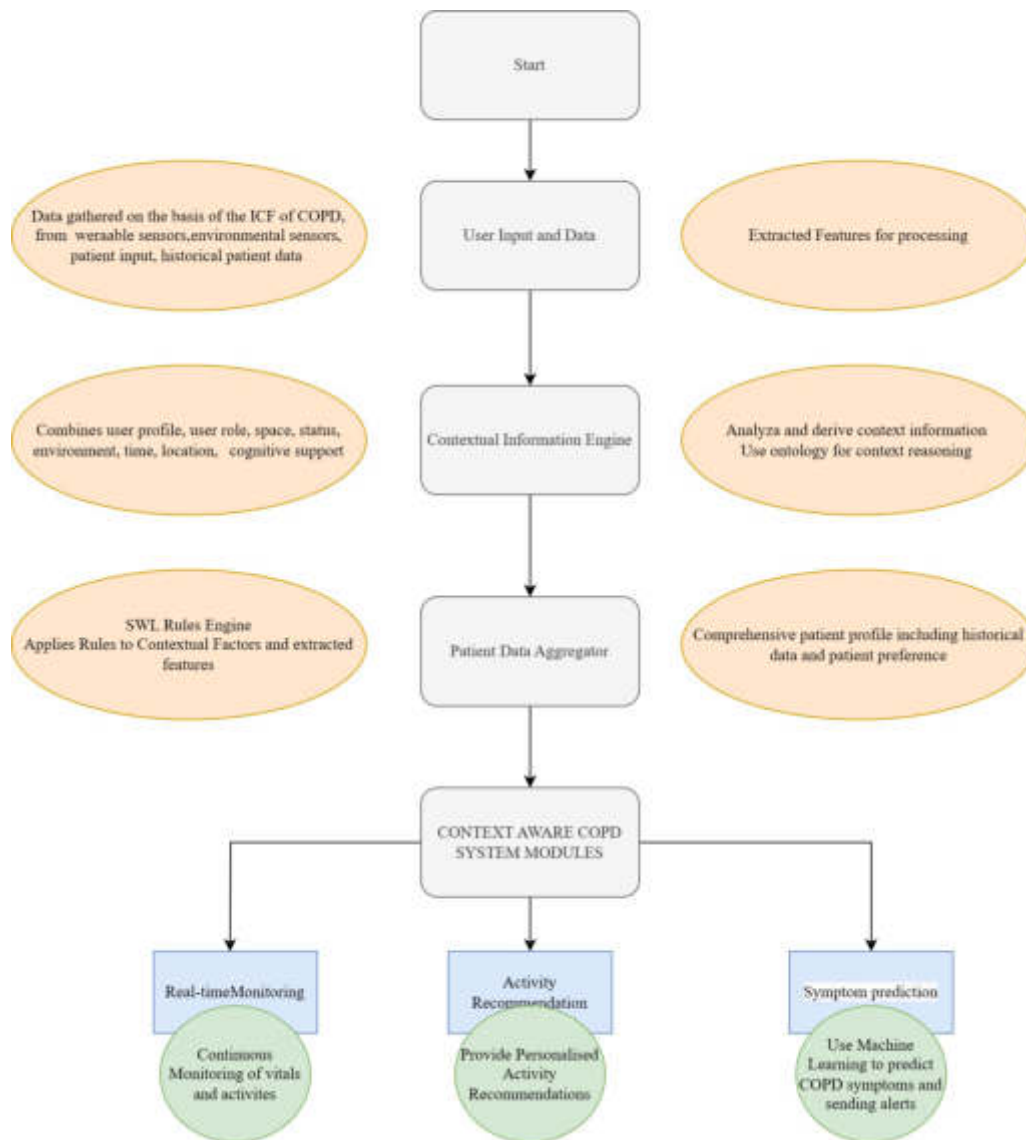 Start
Data gathered on the basis of the ICF of COPD,
from weraable sensors,environmental sensors,
patient input, historical patient data
User Input and Data
Extracted Features for processing
Combines user profile, user role, space, status,
environment, time, location, cognitive support
Contextual Information Engine
Analyza and derive context information
Use ontology for context reasoning
SWL Rules Engine
Applies Rules to Contextual Factors and extracted
features
Patient Data Aggregator
Comprehensive patient profile including historical
data and patient preference
CONTEXT AWARE COPD
SYSTEM MODULES
Real-timeMonitoring
Continuous
Monitoring of vitals
and activites
Activity
Recommendation
Provide Personalised
Activity
Recommendations
Symptom prediction
Use Machine
Learning to predict
COPD symptoms and
sending alerts